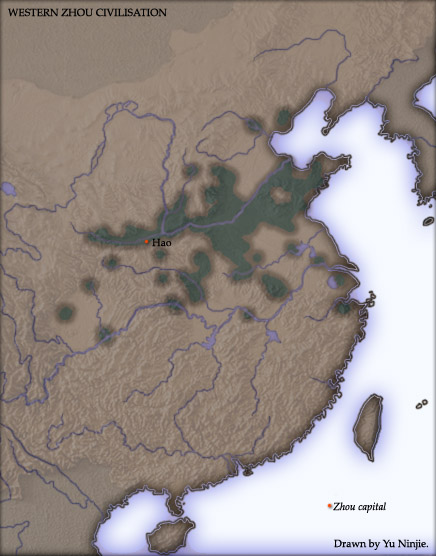 WESTERN ZHOU CIVILISATION
Hao
Zhou capital
Drawn by Yu Ninjie.